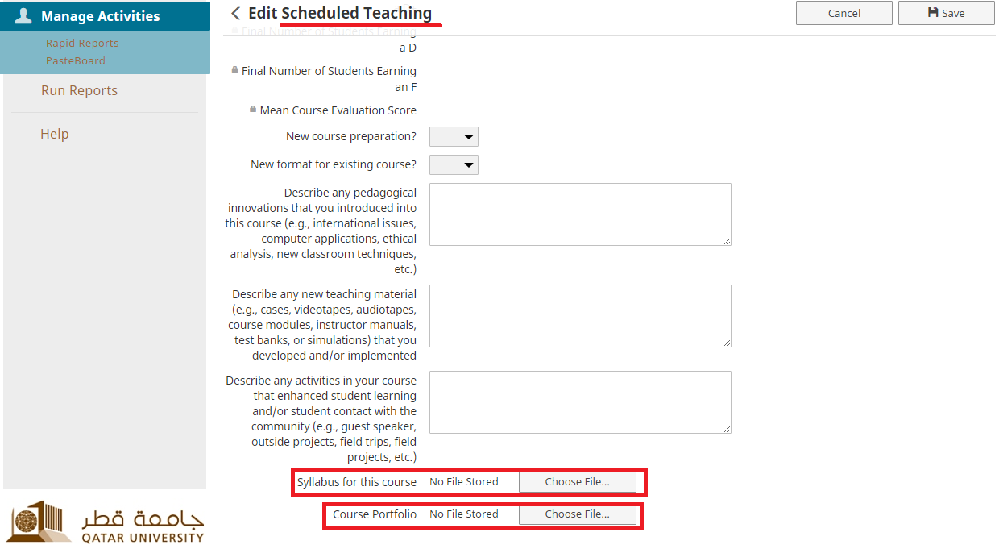 Manage Activities
Rapid Reports
PasteBoard
Run Reports
Help
جامعة قطر
QATAR UNIVERSITY
Edit Scheduled Teaching
Cancel
Save
Final Number of Students Earning
a D
Final Number of Students Earning
an F
Mean Course Evaluation Score
New course preparation?
New format for existing course?
Describe any pedagogical
innovations that you introduced into
this course (e.g., international issues,
computer applications, ethical
analysis, new classroom techniques,
etc.)
Describe any new teaching material
(e.g., cases, videotapes, audiotapes,
course modules, instructor manuals,
test banks, or simulations) that you
developed and/or implemented
Describe any activities in your course
that enhanced student learning
and/or student contact with the
community (e.g., guest speaker,
outside projects, field trips, field
projects, etc.)
Syllabus for this course No File Stored Choose File...
Course Portfolio No File Stored Choose File...